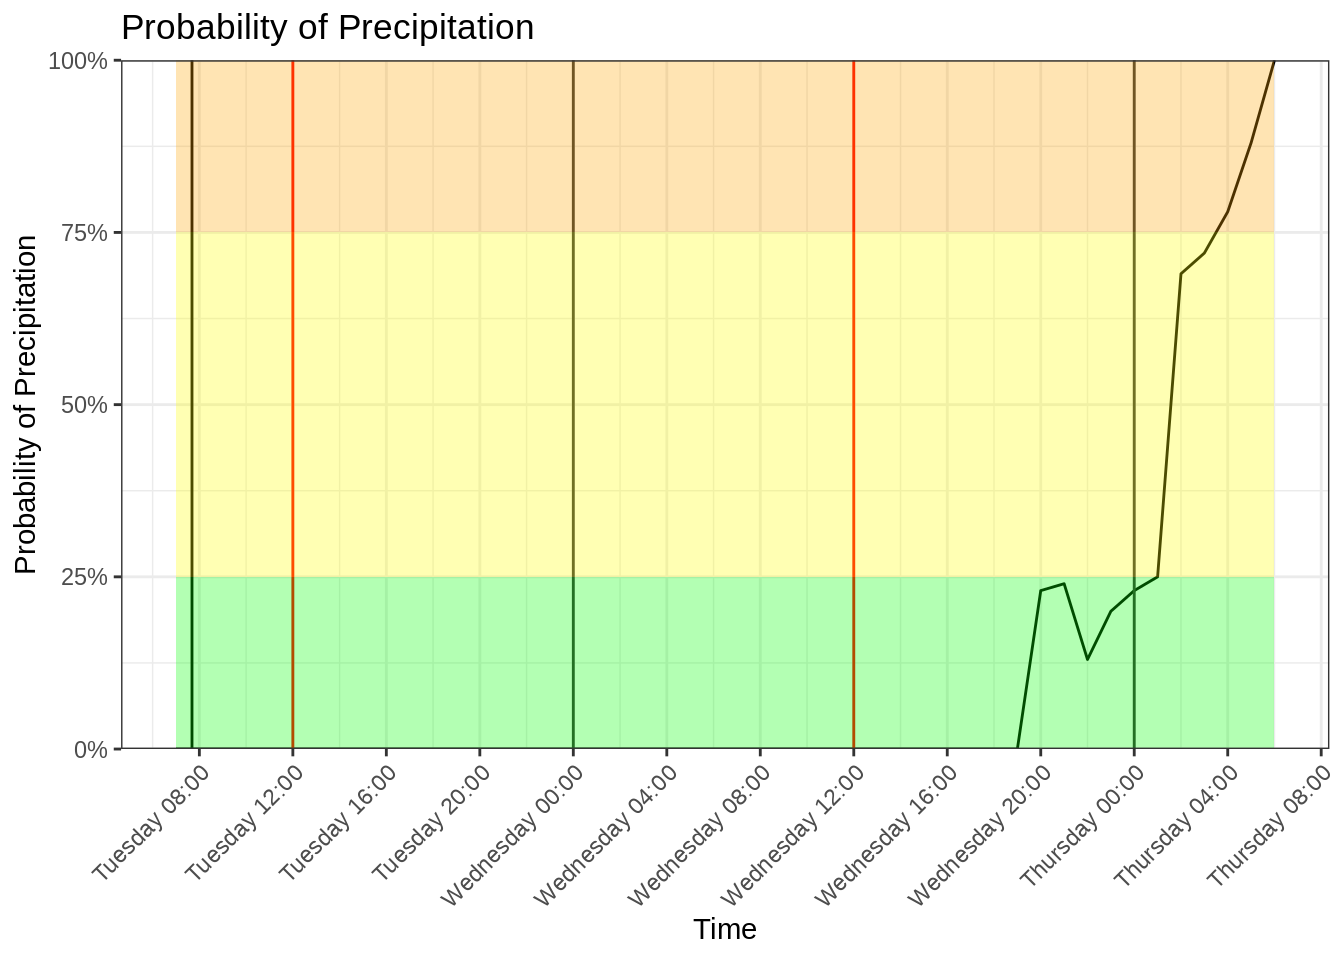 Probability of Precipitation
100%
75%
50%
25%
0%
Probability of Precipitation
Tuesday 08:00
Tuesday 12:00
Tuesday 16:00
Tuesday 20:00
Wednesday 00:00
Wednesday 04:00
Wednesday 08:00
Wednesday 12:00
Wednesday 16:00
Wednesday 20:00
Thursday 00:00
Thursday 04:00
Thursday 08:00
Time